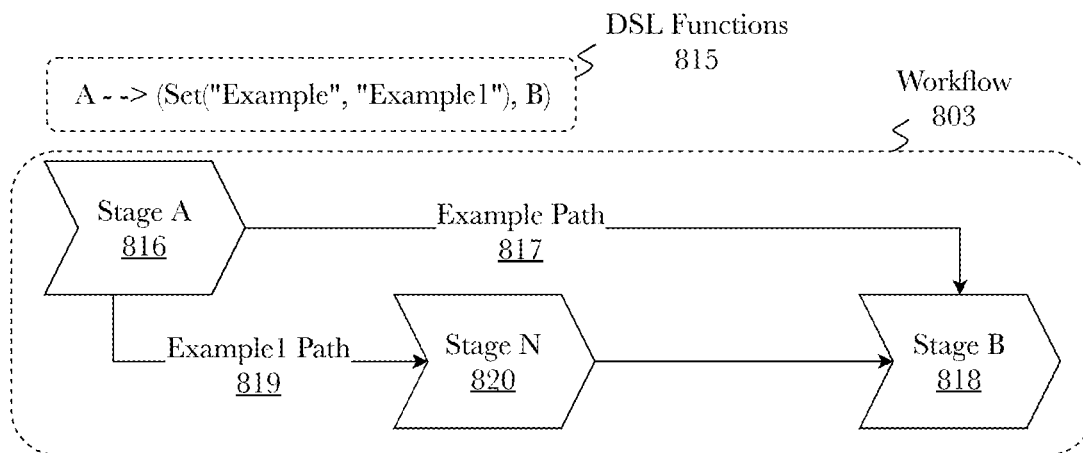 DSL Functions
815
A - -> (Set("Example", "Example1"), B)
Workflow
803
Stage A
816
Example Path
817
Example1 Path
819
Stage N
820
Stage B
818